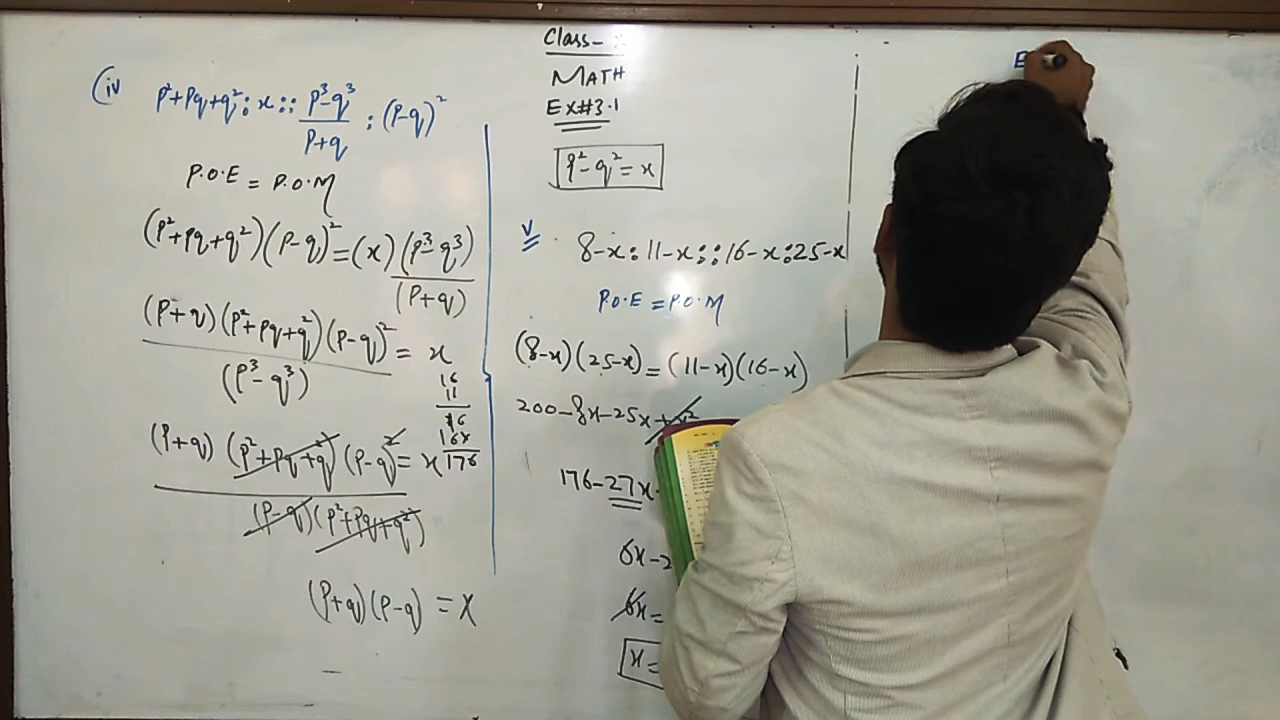 (iv p²+pq+q² : x :: p³-q³/p+q : (p-q)²
P.O.E = P.O.M
(p²+pq+q²)(p-q)² = (x)(p³-q³)/(p+q)
(p+q)(p²+pq+q²)(p-q)²/(p³-q³) = x
16
11
16
16x
176
(p+q)(p²+pq+q²)(p-q)²/(p-q)(p²+pq+q²) = x
(p+q)(p-q) = x
Class-
MATH
EX#3.1
p²-q² = x
v 8-x : 11-x :: 16-x : 25-x
P.O.E = P.O.M
(8-x)(25-x) = (11-x)(16-x)
200-8x-25x+x²
176-27x
6x-2
6x =
x =
E